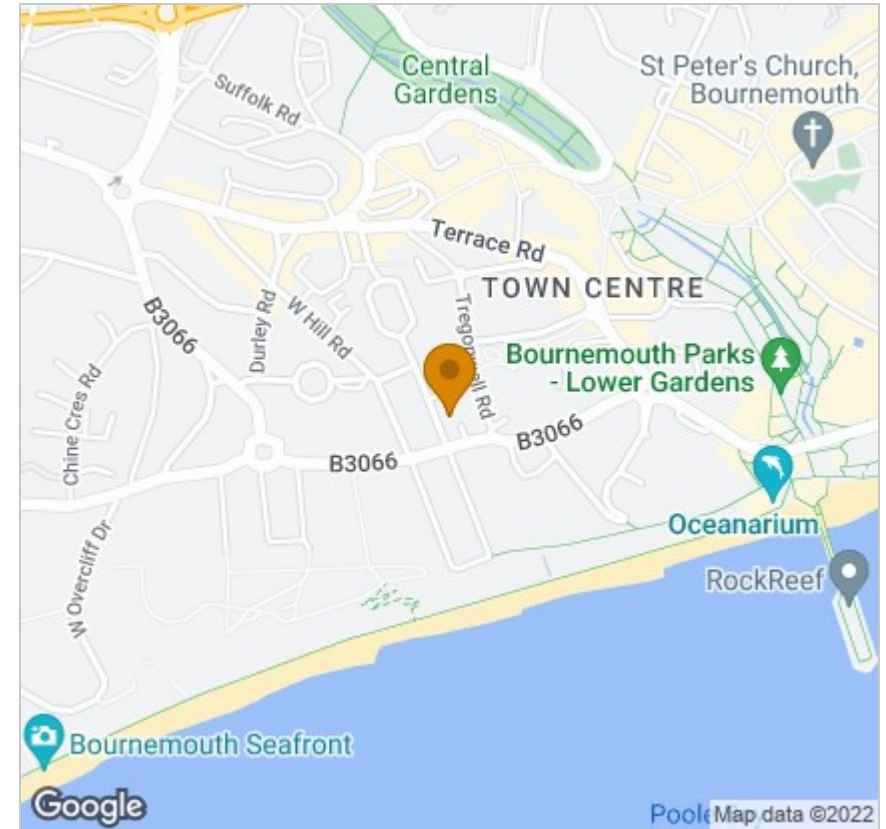 Central
Gardens
St Peter's Church,
Bournemouth
Suffolk Rd
Terrace Rd
TOWN CENTRE
B3066
Durley Rd
W Hill Rd
Tregonwell Rd
Bournemouth Parks
- Lower Gardens
Chine Cres Rd
B3066
B3066
Oceanarium
RockReef
W Overcliff Dr
Bournemouth Seafront
Google
Poole
Map data ©2022